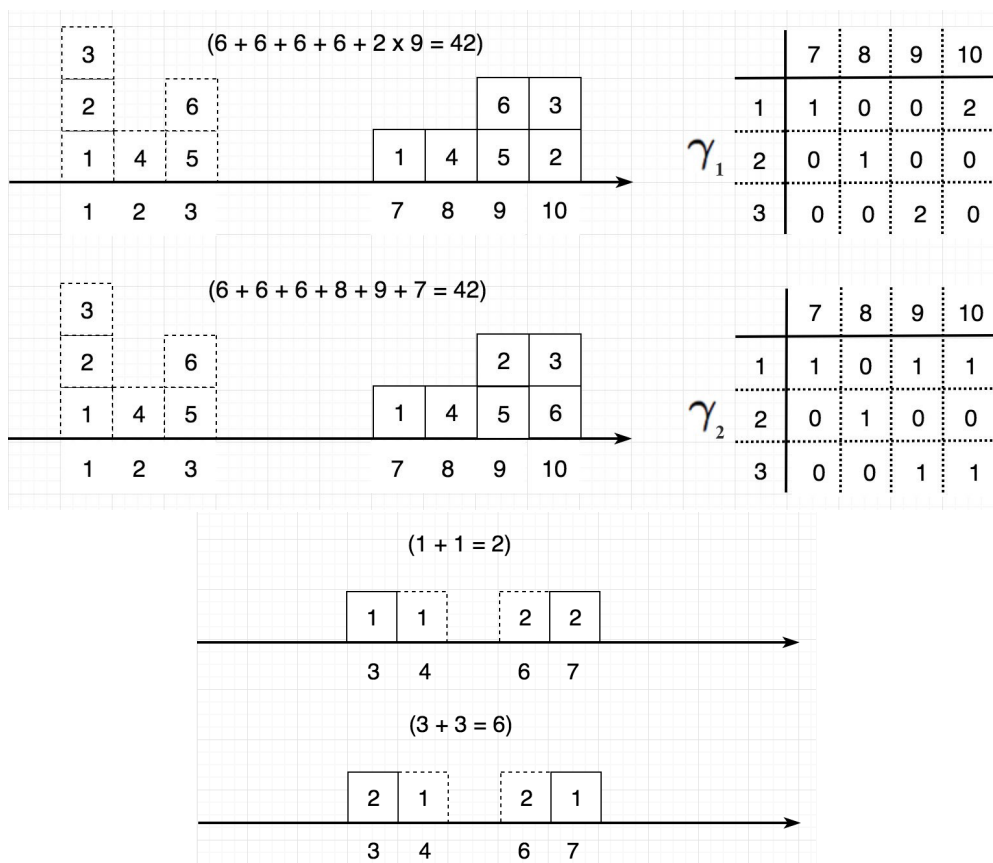 (6 + 6 + 6 + 6 + 2 x 9 = 42)
3
2 6 6 3
1 4 5 1 4 5 2
1 2 3 7 8 9 10
γ₁
7 8 9 10
1 1 0 0 2
2 0 1 0 0
3 0 0 2 0
(6 + 6 + 6 + 8 + 9 + 7 = 42)
3
2 6 2 3
1 4 5 1 4 5 6
1 2 3 7 8 9 10
γ₂
7 8 9 10
1 1 0 1 1
2 0 1 0 0
3 0 0 1 1
(1 + 1 = 2)
1 1 2 2
3 4 6 7
(3 + 3 = 6)
2 1 2 1
3 4 6 7